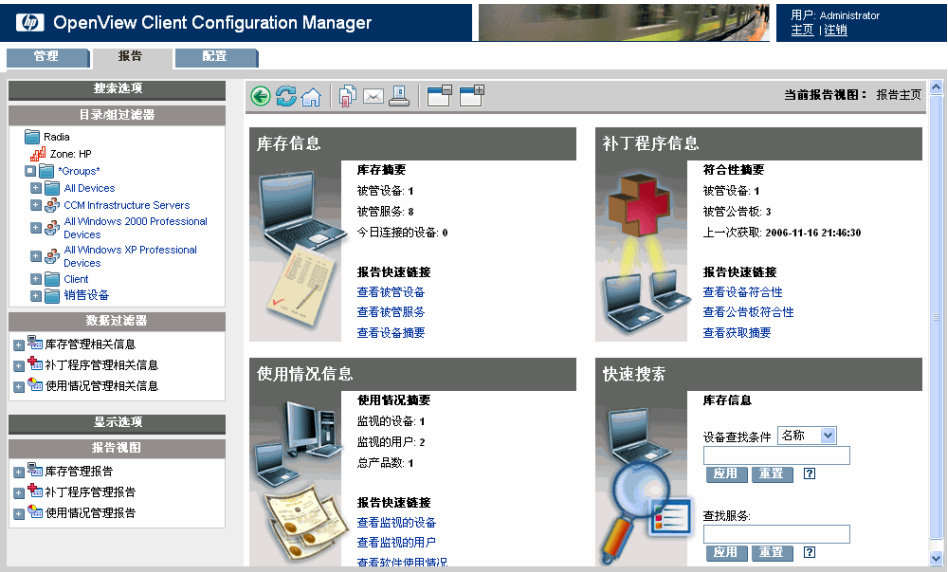 hp OpenView Client Configuration Manager
用户: Administrator
主页 | 注销
管理 报告 配置
搜索选项
目录/组过滤器
Radia
Zone: HP
*Groups*
All Devices
CCM Infrastructure Servers
All Windows 2000 Professional
Devices
All Windows XP Professional
Devices
Client
销售设备
数据过滤器
库存管理相关信息
补丁程序管理相关信息
使用情况管理相关信息
显示选项
报告视图
库存管理报告
补丁程序管理报告
使用情况管理报告
当前报告视图： 报告主页
库存信息
库存摘要
被管设备: 1
被管服务: 8
今日连接的设备: 0
报告快速链接
查看被管设备
查看被管服务
查看设备摘要
补丁程序信息
符合性摘要
被管设备: 1
被管公告板: 3
上一次获取: 2006-11-16 21:46:30
报告快速链接
查看设备符合性
查看公告板符合性
查看获取摘要
使用情况信息
使用情况摘要
监视的设备: 1
监视的用户: 2
总产品数: 1
报告快速链接
查看监视的设备
查看监视的用户
查看软件使用情况
快速搜索
库存信息
设备查找条件 名称
应用 重置 ?
查找服务:
应用 重置 ?